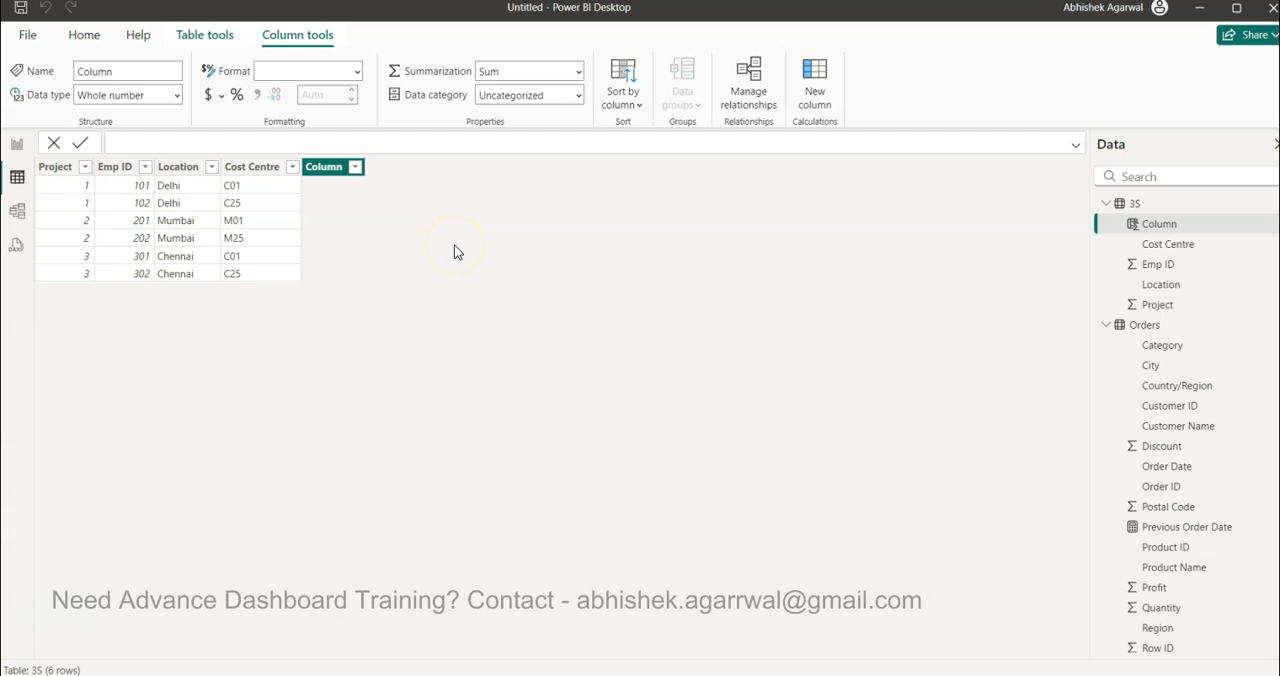 Untitled - Power BI Desktop
Abhishek Agarwal
File Home Help Table tools Column tools
Share
Name Column
Format
Summarization Sum
Data type Whole number
$ % Auto
Data category Uncategorized
Sort by column
Data groups
Manage relationships
New column
Structure Formatting Properties Sort Groups Relationships Calculations
Data
Search
Project Emp ID Location Cost Centre Column
1 101 Delhi C01
1 102 Delhi C25
2 201 Mumbai M01
2 202 Mumbai M25
3 301 Chennai C01
3 302 Chennai C25
3S
Column
Cost Centre
Emp ID
Location
Project
Orders
Category
City
Country/Region
Customer ID
Customer Name
Discount
Order Date
Order ID
Postal Code
Previous Order Date
Product ID
Product Name
Profit
Quantity
Region
Row ID
Need Advance Dashboard Training? Contact - abhishek.agarrwal@gmail.com
Table: 3S (6 rows)